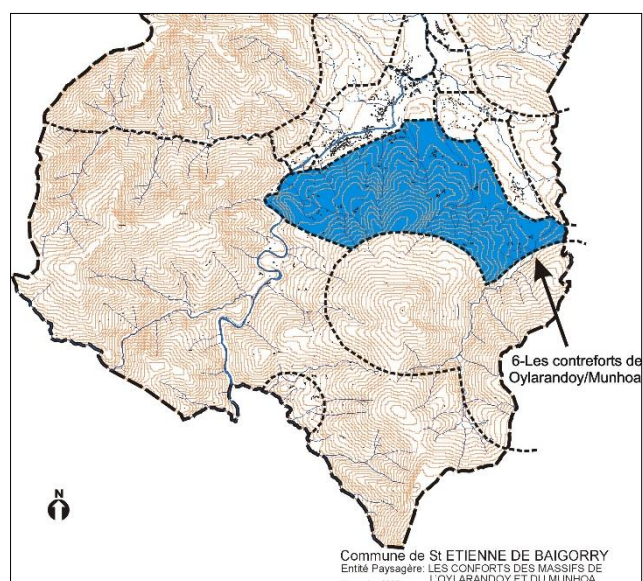 6-Les contreforts de
Oylarandoy/Munhoa
N
Commune de St ETIENNE DE BAIGORRY
Entité Paysagère: LES CONFORTS DES MASSIFS DE
L'OYLARANDOY ET DU MUNHOA